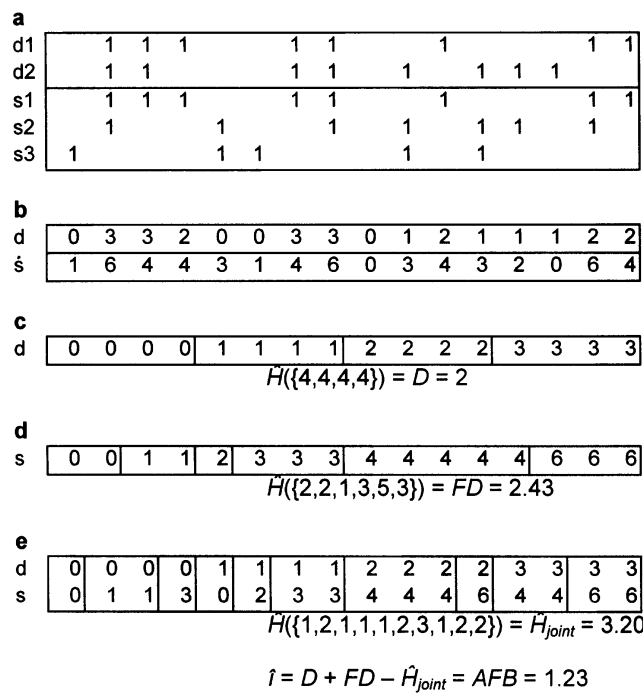 a
d1 1 1 1 1 1 1 1 1
d2 1 1 1 1 1 1 1 1
s1 1 1 1 1 1 1 1 1
s2 1 1 1 1 1 1 1
s3 1 1 1 1 1
b
d 0 3 3 2 0 0 3 3 0 1 2 1 1 1 2 2
ṡ 1 6 4 4 3 1 4 6 0 3 4 3 2 0 6 4
c
d 0 0 0 0 1 1 1 1 2 2 2 2 3 3 3 3
Ĥ({4,4,4,4}) = D = 2
d
s 0 0 1 1 2 3 3 3 4 4 4 4 4 6 6 6
Ĥ({2,2,1,3,5,3}) = FD = 2.43
e
d 0 0 0 0 1 1 1 1 2 2 2 2 3 3 3 3
s 0 1 1 3 0 2 3 3 4 4 4 6 4 4 6 6
Ĥ({1,2,1,1,1,2,3,1,2,2}) = Ĥjoint = 3.20
î = D + FD – Ĥjoint = AFB = 1.23